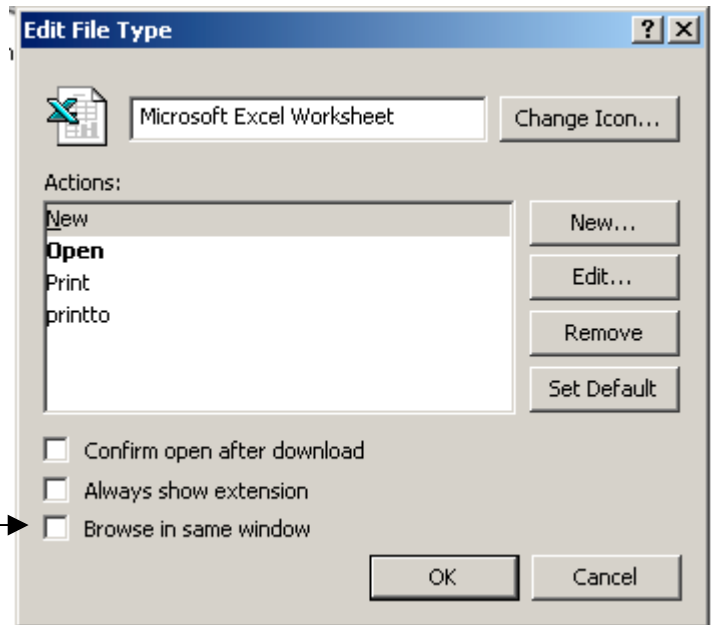 Edit File Type
Microsoft Excel Worksheet
Change Icon...
Actions:
New
Open
Print
printto
New...
Edit...
Remove
Set Default
Confirm open after download
Always show extension
Browse in same window
OK
Cancel